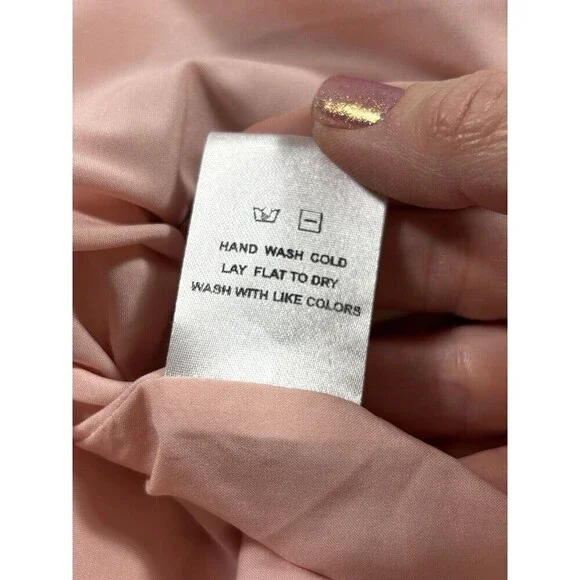 HAND WASH COLD
LAY FLAT TO DRY
WASH WITH LIKE COLORS